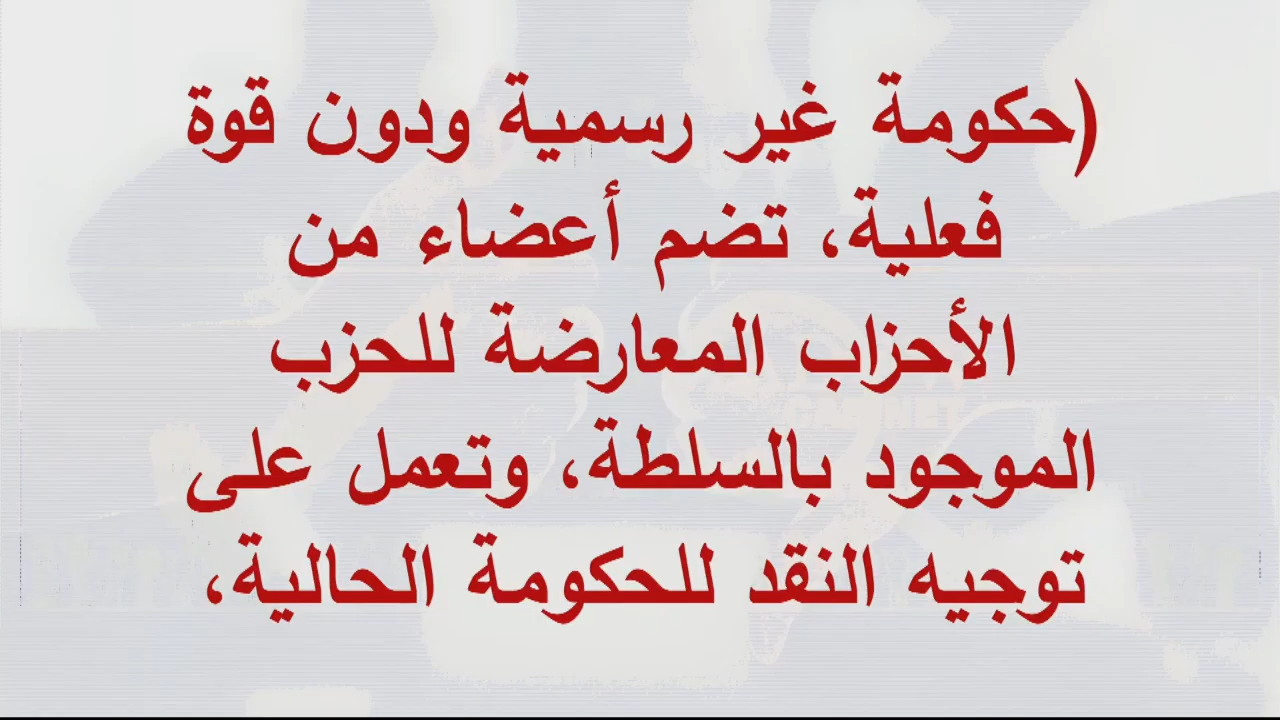 (حكومة غير رسمية ودون قوة
فعلية، تضم أعضاء من
الأحزاب المعارضة للحزب
الموجود بالسلطة، وتعمل على
توجيه النقد للحكومة الحالية،
CABINET